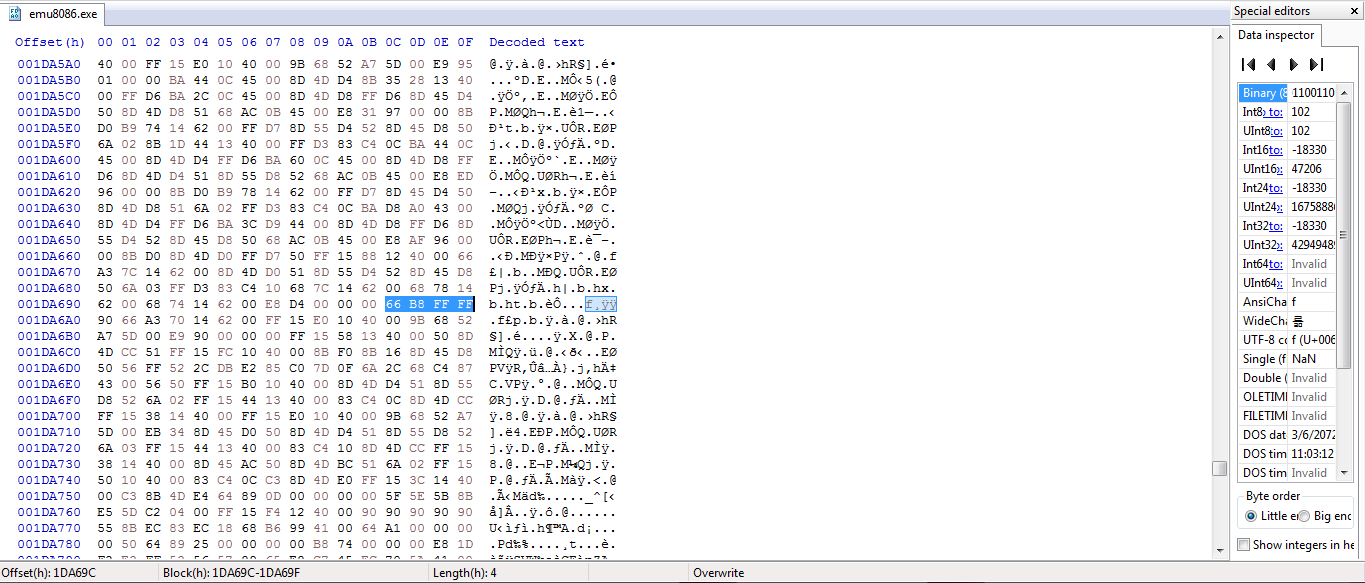 emu8086.exe
Offset(h) 00 01 02 03 04 05 06 07 08 09 0A 0B 0C 0D 0E 0F Decoded text
001DA5A0 40 00 FF 15 E0 10 40 00 9B 68 52 A7 5D 00 E9 95 @.ÿ.à.@.›hR§].é•
001DA5B0 01 00 00 BA 44 0C 45 00 8D 4D D4 8B 35 28 13 40 ...ºD.E..MÔ‹5(.@
001DA5C0 00 FF D6 BA 2C 0C 45 00 8D 4D D8 FF D6 8D 45 D4 .ÿÖº,.E..MØÿÖ.EÔ
001DA5D0 50 8D 4D D8 51 68 AC 0B 45 00 E8 31 97 00 00 8B P.MØQh¬.E.è1—..‹
001DA5E0 D0 B9 74 14 62 00 FF D7 8D 55 D4 52 8D 45 D8 50 Ð¹t.b.ÿ×.UÔR.EØP
001DA5F0 6A 02 8B 1D 44 13 40 00 FF D3 83 C4 0C BA 44 0C j.‹.D.@.ÿÓƒÄ.ºD.
001DA600 45 00 8D 4D D4 FF D6 BA 60 0C 45 00 8D 4D D8 FF E..MÔÿÖº`.E..MØÿ
001DA610 D6 8D 4D D4 51 8D 55 D8 52 68 AC 0B 45 00 E8 ED Ö.MÔQ.UØRh¬.E.èí
001DA620 96 00 00 8B D0 B9 78 14 62 00 FF D7 8D 45 D4 50 –..‹Ð¹x.b.ÿ×.EÔP
001DA630 8D 4D D8 51 6A 02 FF D3 83 C4 0C BA D8 A0 43 00 .MØQj.ÿÓƒÄ.ºØ C.
001DA640 8D 4D D4 FF D6 BA 3C D9 44 00 8D 4D D8 FF D6 8D .MÔÿÖº<ÙD..MØÿÖ.
001DA650 55 D4 52 8D 45 D8 50 68 AC 0B 45 00 E8 AF 96 00 UÔR.EØPh¬.E.è¯–.
001DA660 00 8B D0 8D 4D D0 FF D7 50 FF 15 88 12 40 00 66 .‹Ð.MÐÿ×Pÿ.ˆ.@.f
001DA670 A3 7C 14 62 00 8D 4D D0 51 8D 55 D4 52 8D 45 D8 £|.b..MÐQ.UÔR.EØ
001DA680 50 6A 03 FF D3 83 C4 10 68 7C 14 62 00 68 78 14 Pj.ÿÓƒÄ.h|.b.hx.
001DA690 62 00 68 74 14 62 00 E8 D4 00 00 00 66 B8 FF FF b.ht.b.èÔ...f¸ÿÿ
001DA6A0 90 66 A3 70 14 62 00 FF 15 E0 10 40 00 9B 68 52 .f£p.b.ÿ.à.@.›hR
001DA6B0 A7 5D 00 E9 90 00 00 00 FF 15 58 13 40 00 50 8D §].é....ÿ.X.@.P.
001DA6C0 4D CC 51 FF 15 FC 10 40 00 8B F0 8B 16 8D 45 D8 MÌQÿ.ü.@.‹ð‹..EØ
001DA6D0 50 56 FF 52 2C DB E2 85 C0 7D 0F 6A 2C 68 C4 87 PVÿR,Ûâ…À}.j,hÄ‡
001DA6E0 43 00 56 50 FF 15 B0 10 40 00 8D 4D D4 51 8D 55 C.VPÿ.°.@..MÔQ.U
001DA6F0 D8 52 6A 02 FF 15 44 13 40 00 83 C4 0C 8D 4D CC ØRj.ÿ.D.@.ƒÄ..MÌ
001DA700 FF 15 38 14 40 00 FF 15 E0 10 40 00 9B 68 52 A7 ÿ.8.@.ÿ.à.@.›hR§
001DA710 5D 00 EB 34 8D 45 D0 50 8D 4D D4 51 8D 55 D8 52 ].ë4.EÐP.MÔQ.UØR
001DA720 6A 03 FF 15 44 13 40 00 83 C4 10 8D 4D CC FF 15 j.ÿ.D.@.ƒÄ..MÌÿ.
001DA730 38 14 40 00 8D 45 AC 50 8D 4D BC 51 6A 02 FF 15 8.@..E¬P.M¼Qj.ÿ.
001DA740 50 10 40 00 83 C4 0C C3 8D 4D E0 FF 15 3C 14 40 P.@.ƒÄ.Ã.Màÿ.<.@
001DA750 00 C3 8B 4D E4 64 89 0D 00 00 00 00 5F 5E 5B 8B .Ã‹Mäd‰....._^[‹
001DA760 E5 5D C2 04 00 FF 15 F4 12 40 00 90 90 90 90 90 å]Â..ÿ.ô.@......
001DA770 55 8B EC 83 EC 18 68 B6 99 41 00 64 A1 00 00 00 U‹ìƒì.h¶™A.d¡...
001DA780 00 50 64 89 25 00 00 00 00 B8 74 00 00 00 E8 1D .Pd‰%....¸t...è.
Special editors
Data inspector
Binary (8 1100110
Int8 to: 102
UInt8 to: 102
Int16 to: -18330
UInt16 47206
Int24 to: -18330
UInt24 1675888
Int32 to: -18330
UInt32 4294948
Int64 to: Invalid
UInt64 Invalid
AnsiCha f
WideCha 롦
UTF-8 co f (U+006
Single (f NaN
Double ( Invalid
OLETIME Invalid
FILETIM Invalid
DOS dat 3/6/2072
DOS tim 11:03:12
DOS tim Invalid
Byte order
Little en Big enc
Show integers in he
Offset(h): 1DA69C Block(h): 1DA69C-1DA69F Length(h): 4 Overwrite